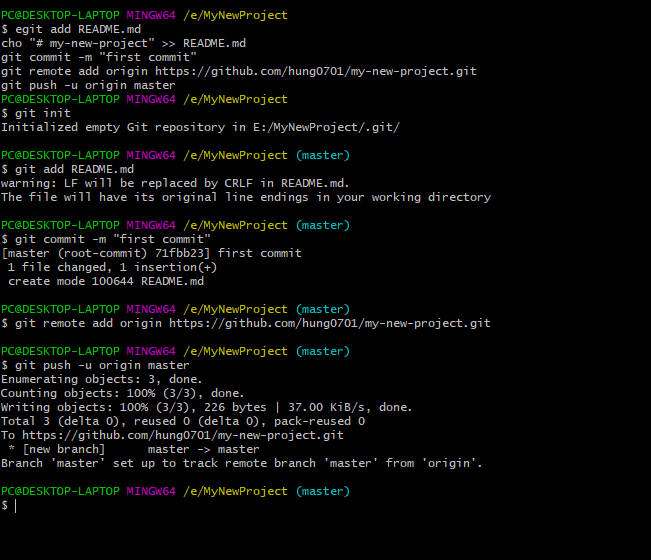 PC@DESKTOP-LAPTOP MINGW64 /e/MyNewProject
$ egit add README.md
cho "# my-new-project" >> README.md
git commit -m "first commit"
git remote add origin https://github.com/hung0701/my-new-project.git
git push -u origin master
PC@DESKTOP-LAPTOP MINGW64 /e/MyNewProject
$ git init
Initialized empty Git repository in E:/MyNewProject/.git/
PC@DESKTOP-LAPTOP MINGW64 /e/MyNewProject (master)
$ git add README.md
warning: LF will be replaced by CRLF in README.md.
The file will have its original line endings in your working directory
PC@DESKTOP-LAPTOP MINGW64 /e/MyNewProject (master)
$ git commit -m "first commit"
[master (root-commit) 71fbb23] first commit
 1 file changed, 1 insertion(+)
 create mode 100644 README.md
PC@DESKTOP-LAPTOP MINGW64 /e/MyNewProject (master)
$ git remote add origin https://github.com/hung0701/my-new-project.git
PC@DESKTOP-LAPTOP MINGW64 /e/MyNewProject (master)
$ git push -u origin master
Enumerating objects: 3, done.
Counting objects: 100% (3/3), done.
Writing objects: 100% (3/3), 226 bytes | 37.00 KiB/s, done.
Total 3 (delta 0), reused 0 (delta 0), pack-reused 0
To https://github.com/hung0701/my-new-project.git
 * [new branch]      master -> master
Branch 'master' set up to track remote branch 'master' from 'origin'.
PC@DESKTOP-LAPTOP MINGW64 /e/MyNewProject (master)
$